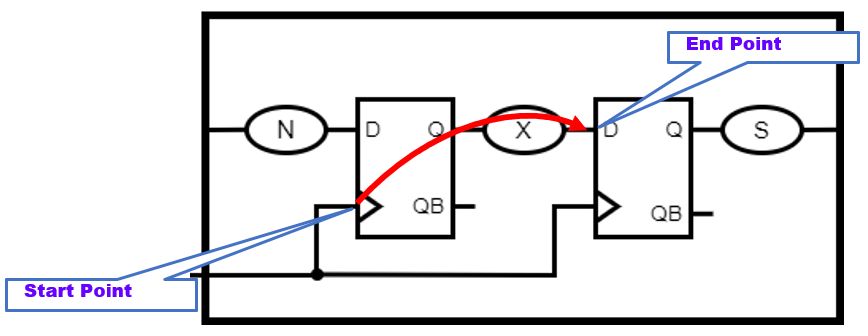 End Point
N
D
Q
X
D
Q
S
QB
QB
Start Point